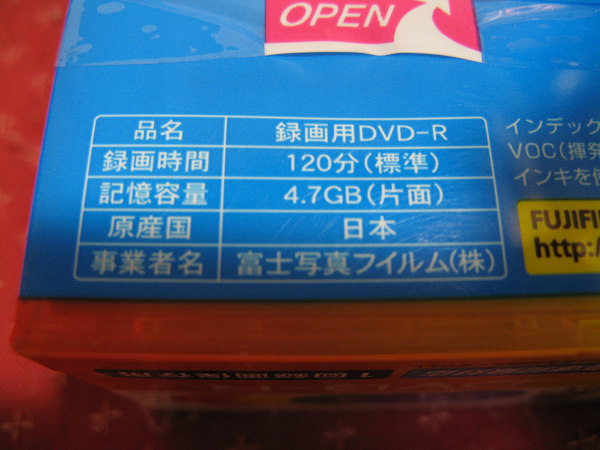 OPEN
品名 録画用DVD-R
録画時間 120分(標準)
記憶容量 4.7GB(片面)
原産国 日本
事業者名 富士写真フイルム(株)
インデック
VOC(揮発
インキを使
FUJIFI
http:/